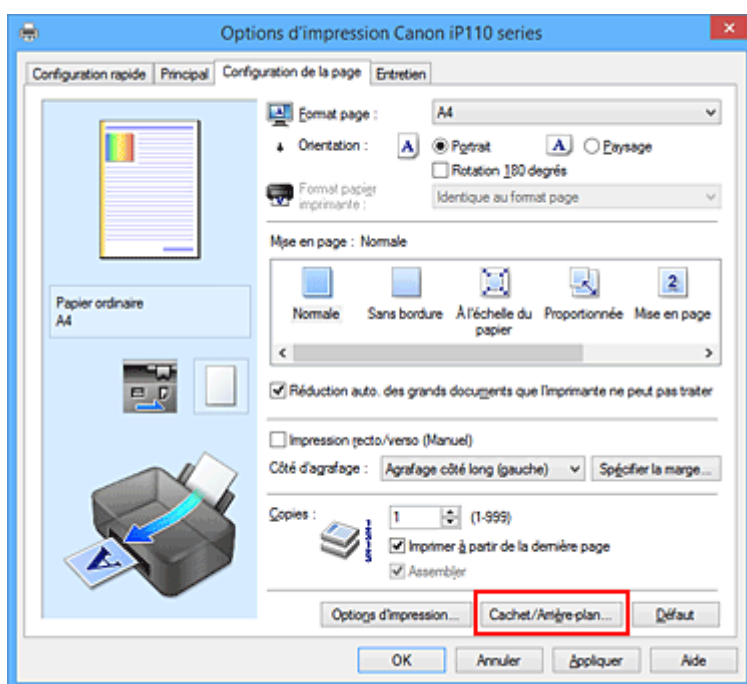 Options d'impression Canon iP110 series
Configuration rapide Principal Configuration de la page Entretien
Format page : A4
Orientation : A Portrait A Paysage
Rotation 180 degrés
Format papier imprimante : Identique au format page
Mise en page : Normale
2
Normale Sans bordure À l'échelle du papier Proportionnée Mise en page
Papier ordinaire
A4
Réduction auto. des grands documents que l'imprimante ne peut pas traiter
Impression recto/verso (Manuel)
Côté d'agrafage : Agrafage côté long (gauche) Spécifier la marge...
Copies : 1 (1-999)
Imprimer à partir de la dernière page
Assembler
A
Options d'impression... Cachet/Arrière-plan... Défaut
OK Annuler Appliquer Aide